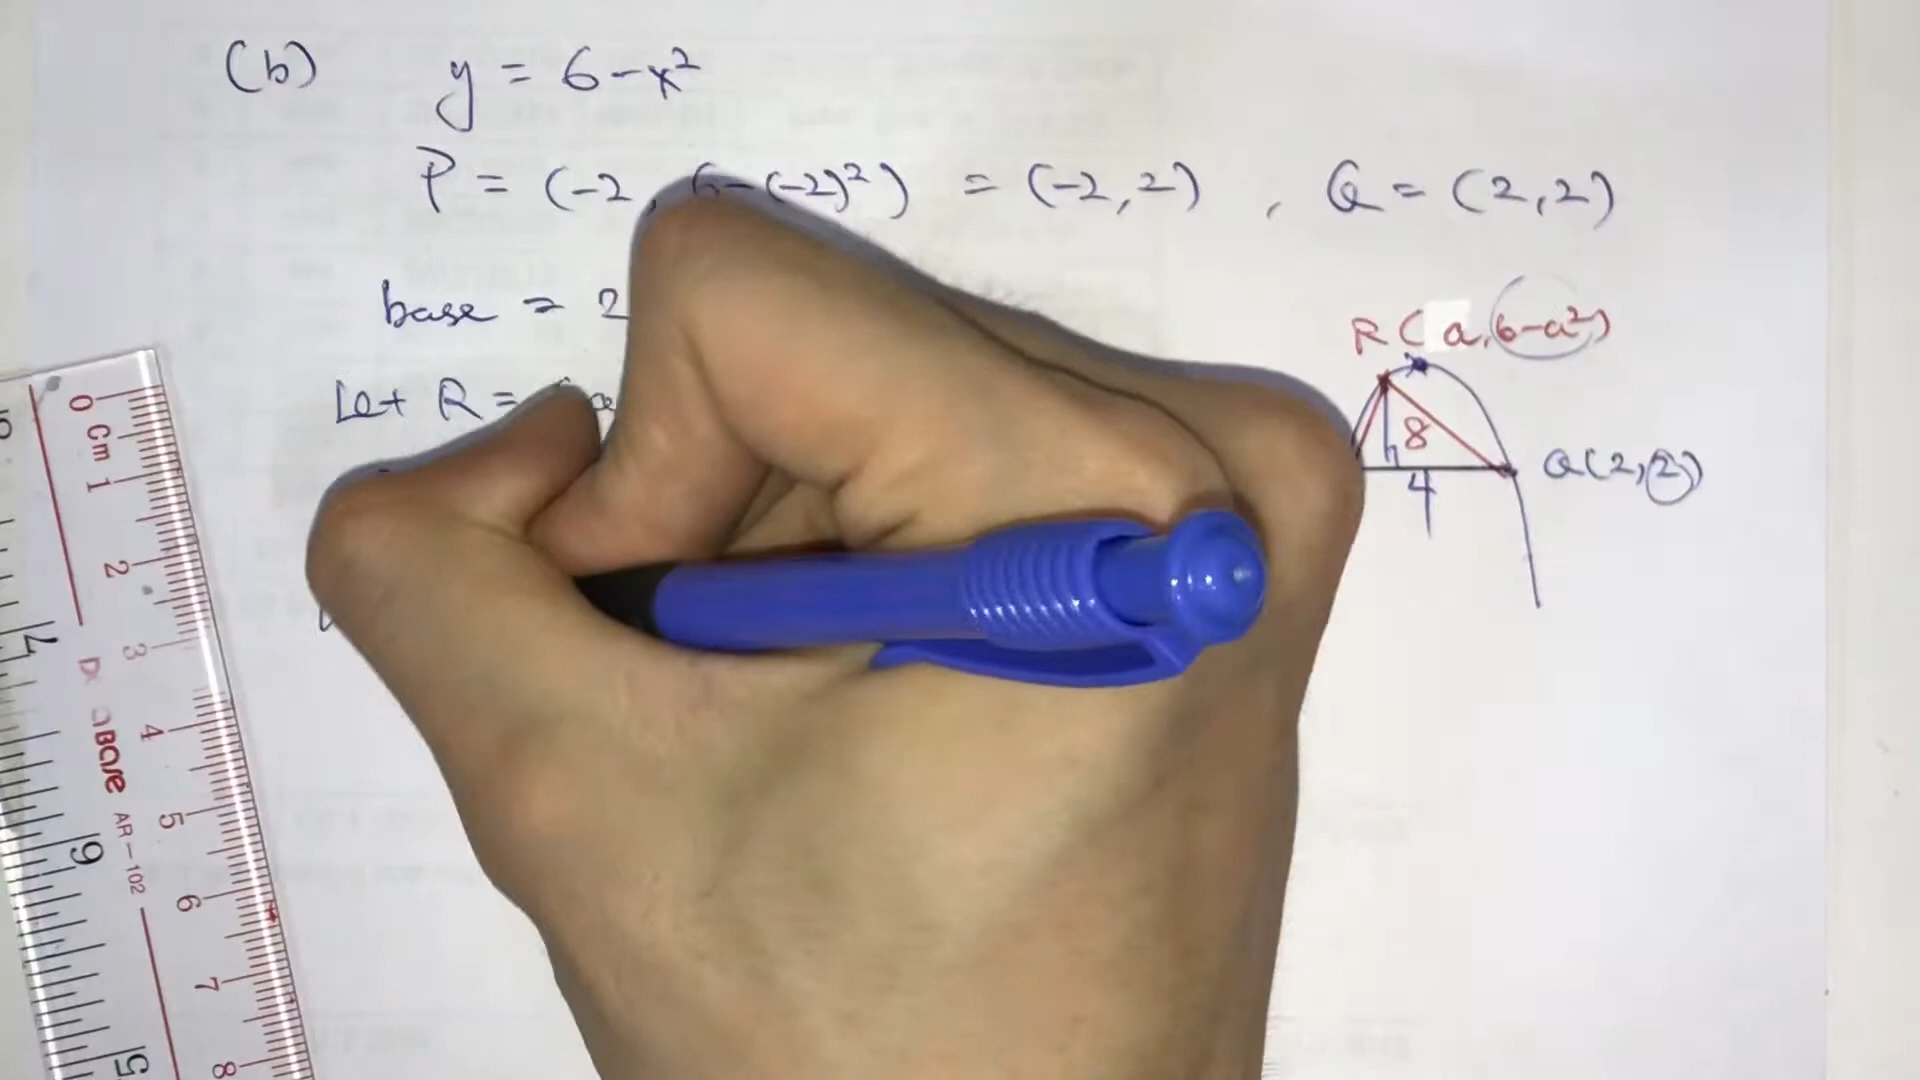 (b) y = 6-x²
P = (-2, 6-(-2)²) = (-2,2) , Q = (2,2)
base = 2
R( a, 6-a²)
Let R = (a
8
Q(2,2)
4
0
Cm
1
2
3
4
5
6
7
8
AR-102